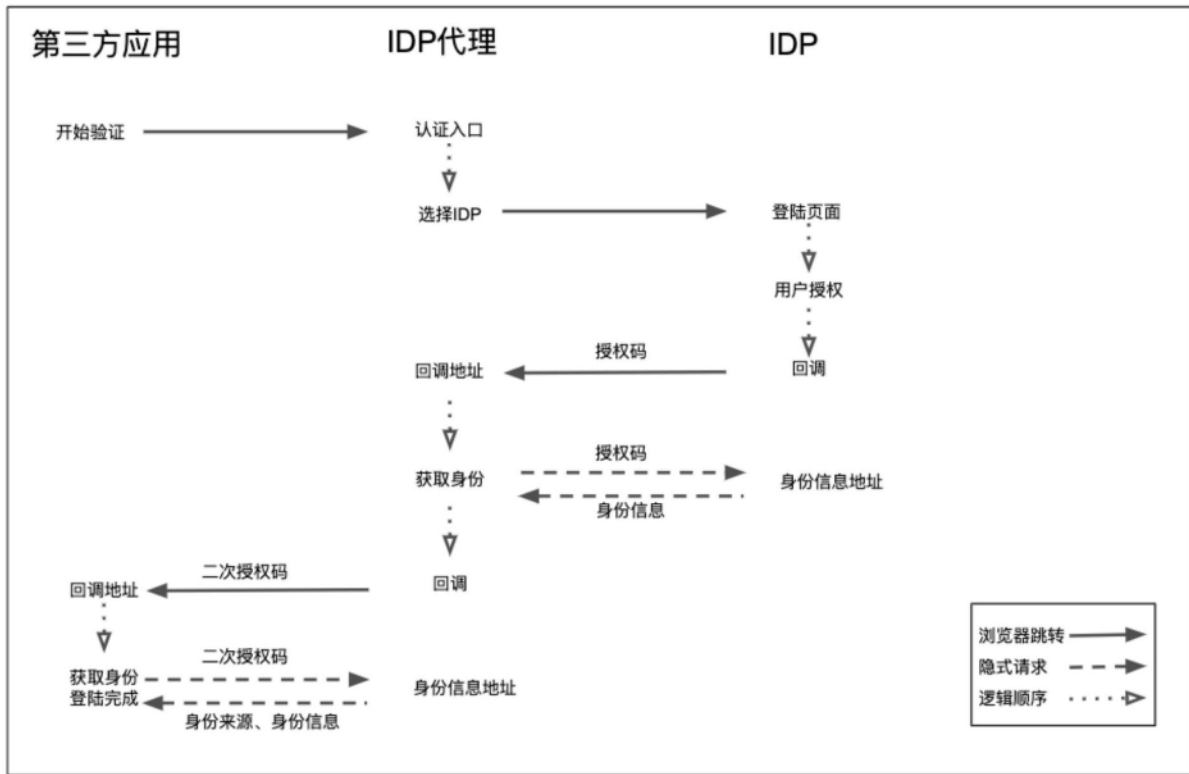 第三方应用
IDP代理
IDP
开始验证
认证入口
选择IDP
登陆页面
用户授权
授权码
回调地址
回调
授权码
获取身份
身份信息地址
身份信息
二次授权码
回调地址
回调
二次授权码
获取身份
登陆完成
身份信息地址
身份来源、身份信息
浏览器跳转
隐式请求
逻辑顺序